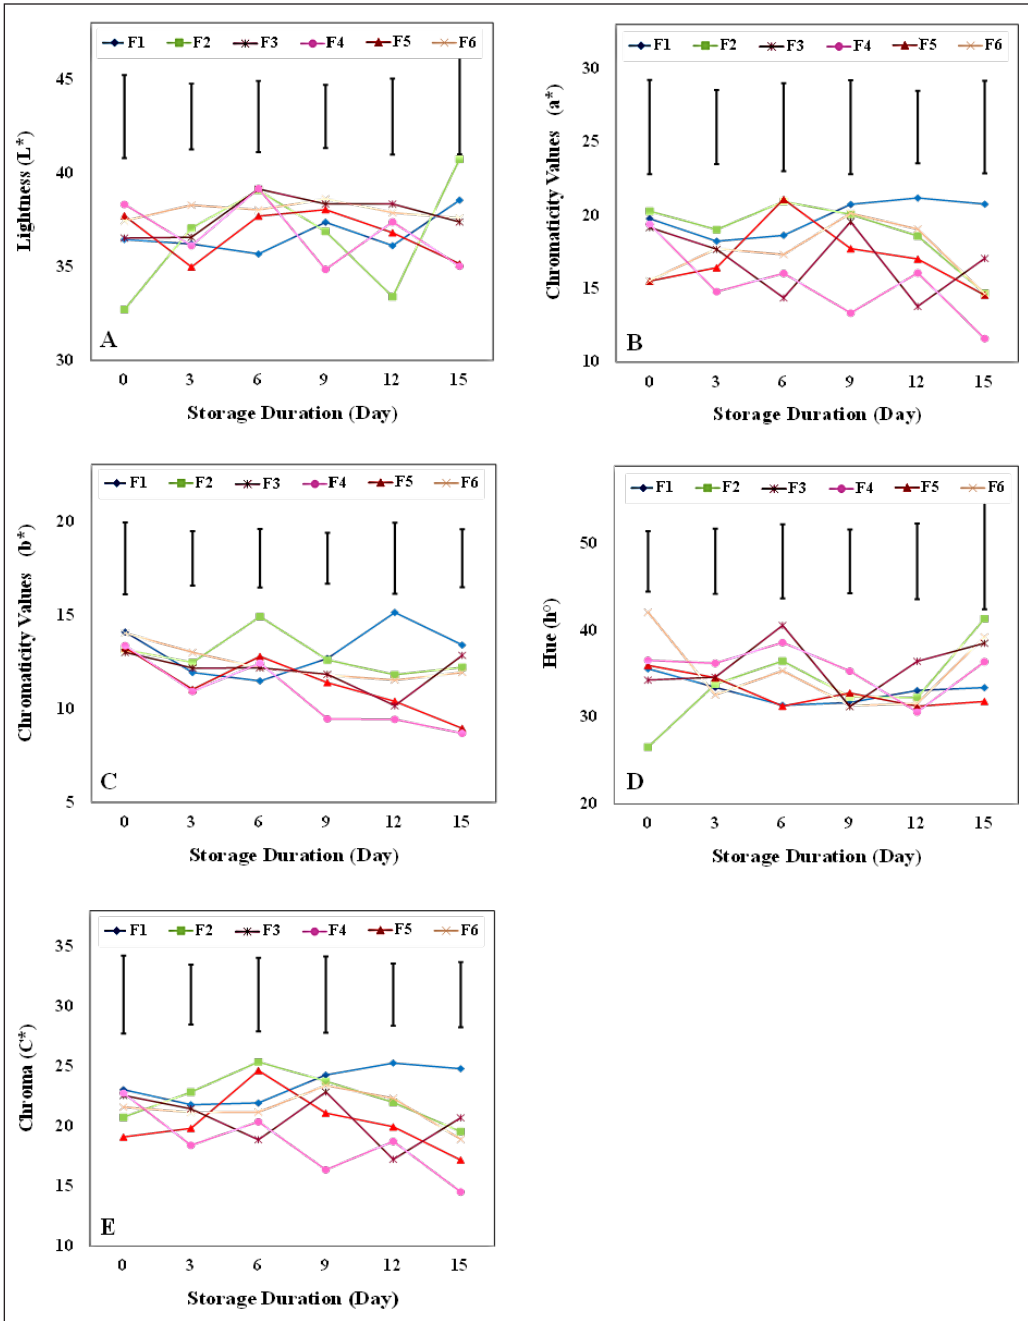 F1 F2 F3 F4 F5 F6
45
40
35
30
Lightness (L*)
A
0 3 6 9 12 15
Storage Duration (Day)
F1 F2 F3 F4 F5 F6
30
25
20
15
10
Chromaticity Values (a*)
B
0 3 6 9 12 15
Storage Duration (Day)
F1 F2 F3 F4 F5 F6
20
15
10
5
Chromaticity Values (b*)
C
0 3 6 9 12 15
Storage Duration (Day)
F1 F2 F3 F4 F5 F6
50
40
30
20
Hue (h°)
D
0 3 6 9 12 15
Storage Duration (Day)
F1 F2 F3 F4 F5 F6
35
30
25
20
15
10
Chroma (C*)
E
0 3 6 9 12 15
Storage Duration (Day)